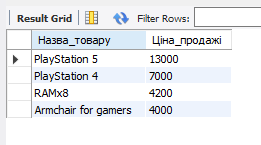 Result Grid Filter Rows:
Назва_товару Ціна_продажі
PlayStation 5 13000
PlayStation 4 7000
RAMx8 4200
Armchair for gamers 4000